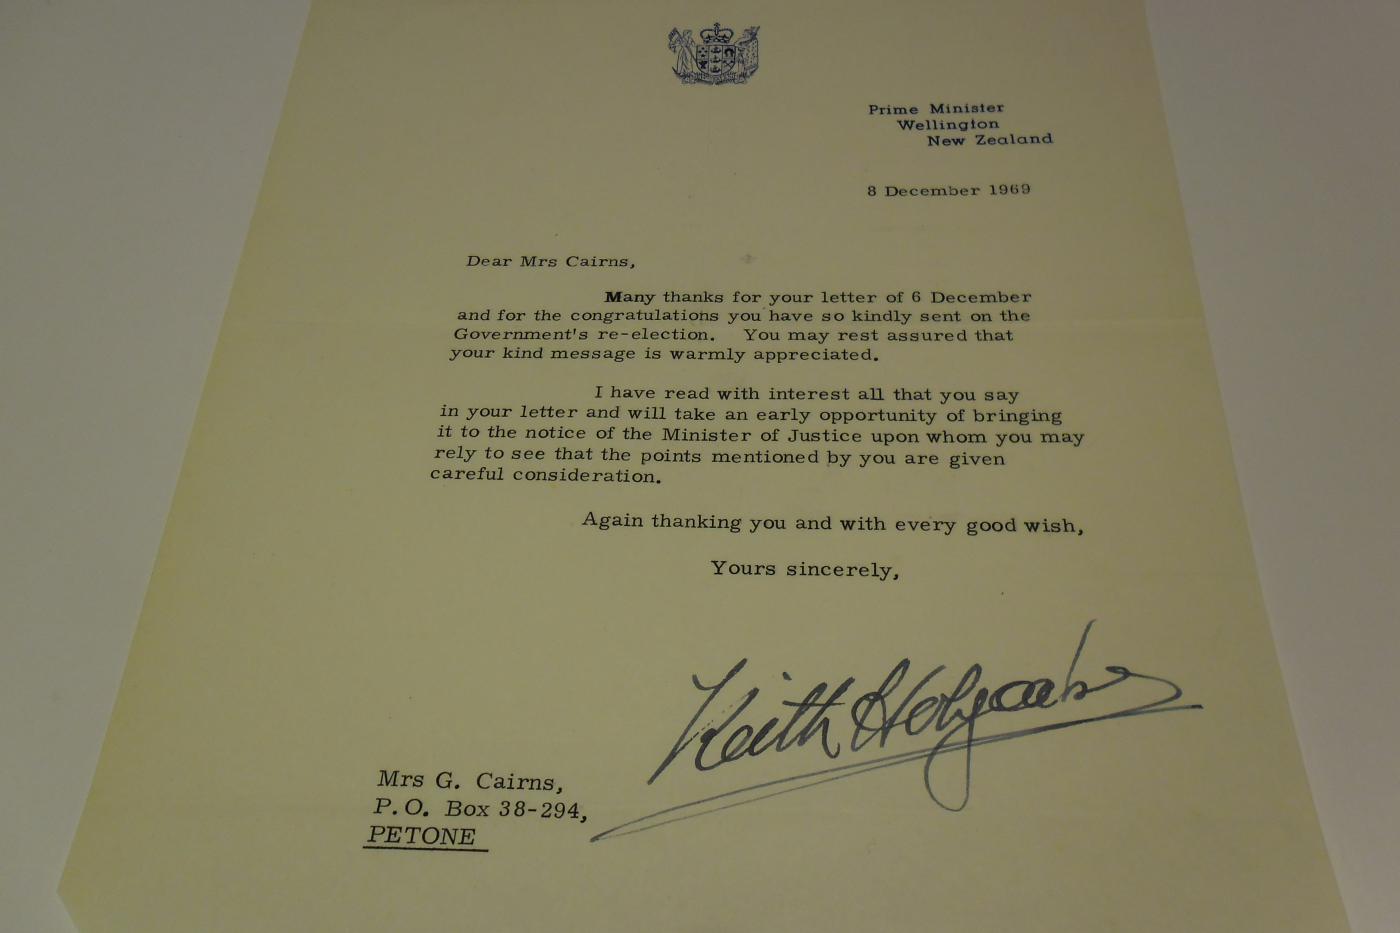 Prime Minister
Wellington
New Zealand
8 December 1969
Dear Mrs Cairns,
Many thanks for your letter of 6 December
and for the congratulations you have so kindly sent on the
Government's re-election. You may rest assured that
your kind message is warmly appreciated.
I have read with interest all that you say
in your letter and will take an early opportunity of bringing
it to the notice of the Minister of Justice upon whom you may
rely to see that the points mentioned by you are given
careful consideration.
Again thanking you and with every good wish,
Yours sincerely,
Keith Holyoake
Mrs G. Cairns,
P.O. Box 38-294,
PETONE